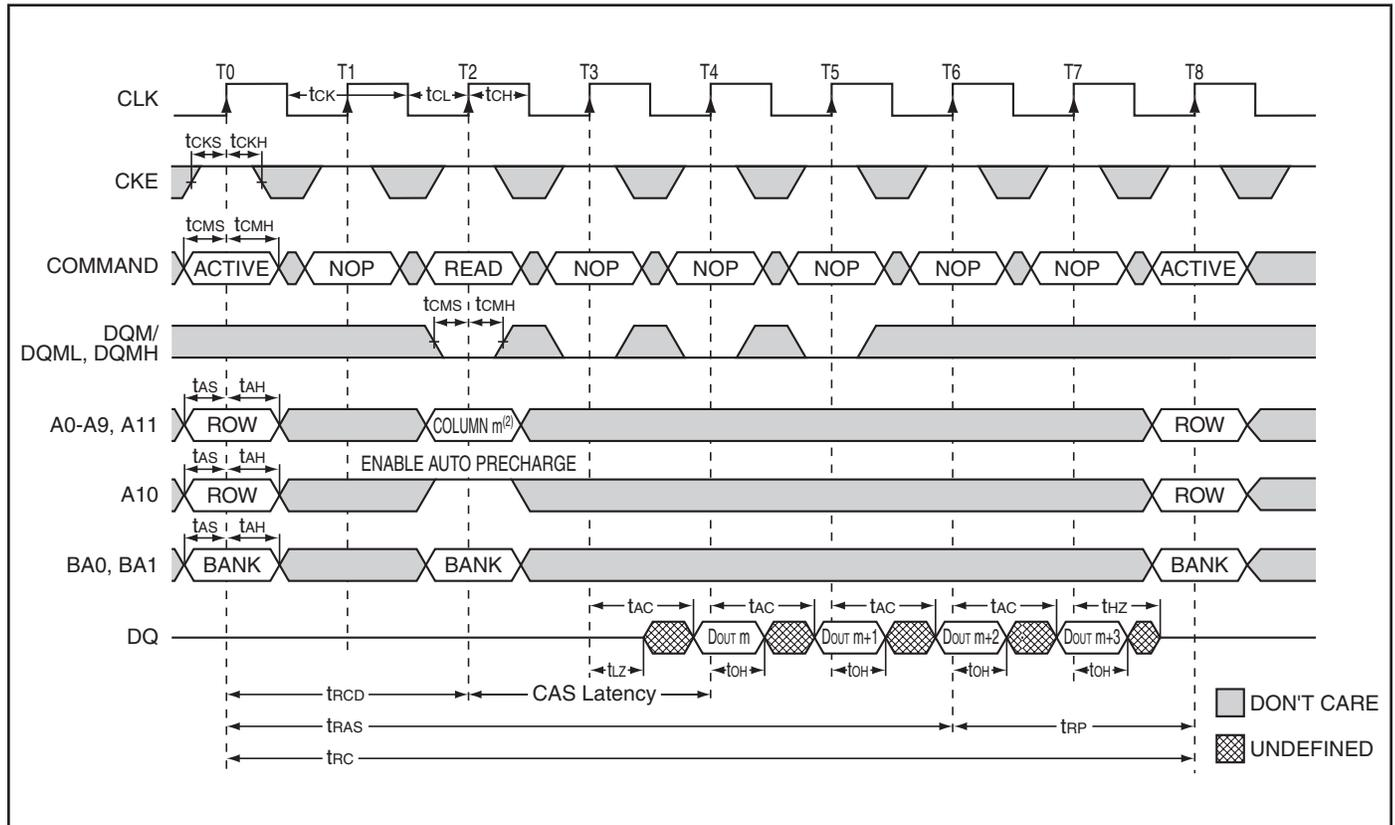 T0 T1 T2 T3 T4 T5 T6 T7 T8
CLK tCK tCL tCH
tCKS tCKH
CKE
tCMS tCMH
COMMAND ACTIVE NOP READ NOP NOP NOP NOP NOP ACTIVE
tCMS tCMH
DQM/
DQML, DQMH
tAS tAH
A0-A9, A11 ROW COLUMN m(2) ROW
tAS tAH ENABLE AUTO PRECHARGE
A10 ROW ROW
tAS tAH
BA0, BA1 BANK BANK BANK
tAC tAC tAC tAC tHZ
DQ DOUT m DOUT m+1 DOUT m+2 DOUT m+3
tLZ tOH tOH tOH tOH
tRCD CAS Latency
DON'T CARE
tRAS tRP
UNDEFINED
tRC